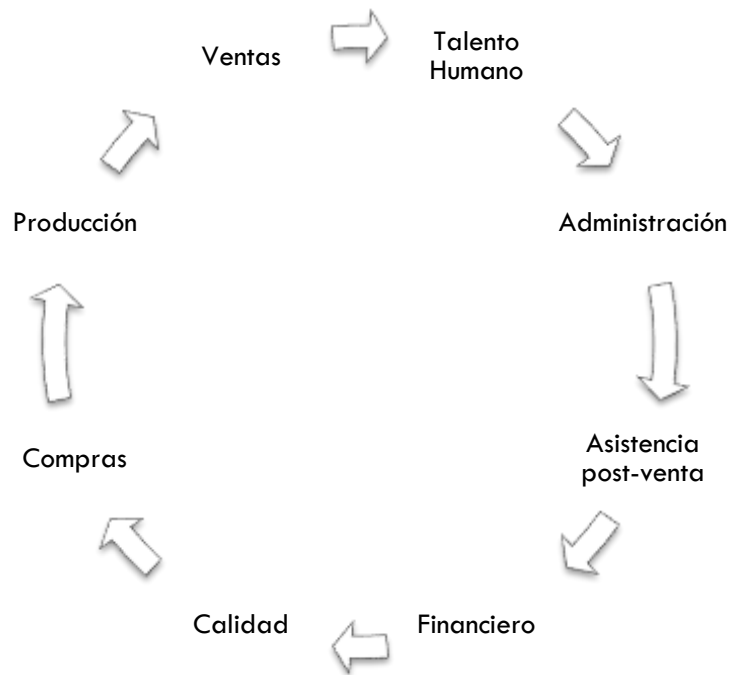 Ventas
Talento
Humano
Administración
Asistencia
post-venta
Financiero
Calidad
Compras
Producción